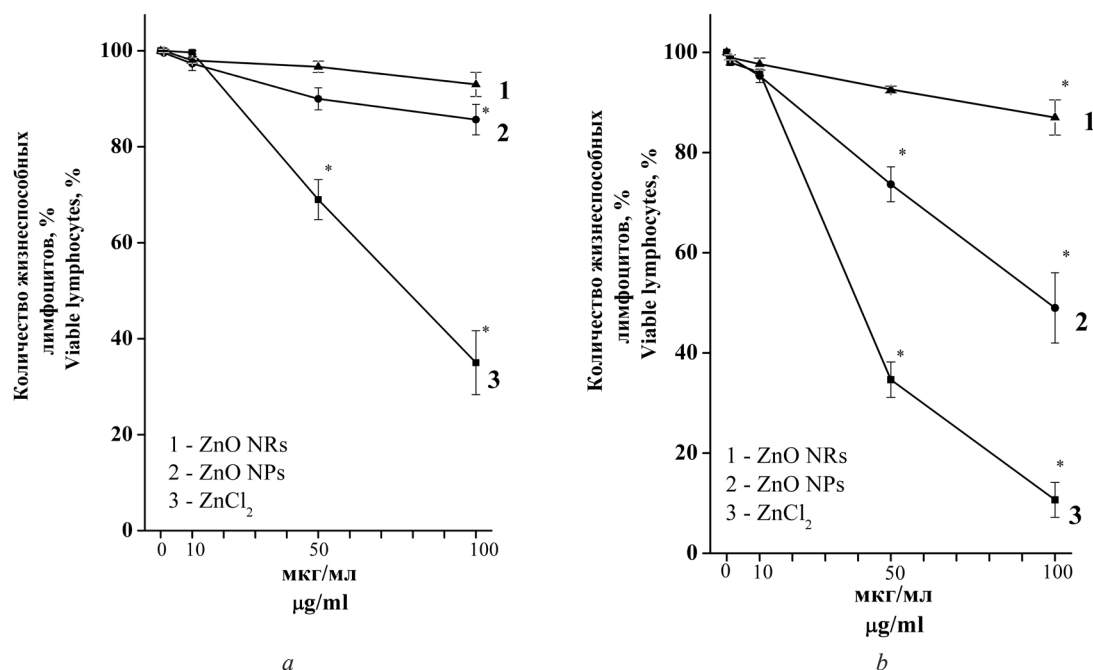 Количество жизнеспособных
лимфоцитов, %
Viable lymphocytes, %
100
80
60
40
20
0
*
*
*
1
2
3
1 - ZnO NRs
2 - ZnO NPs
3 - ZnCl₂
0 10 50 100
мкг/мл
µg/ml
a
Количество жизнеспособных
лимфоцитов, %
Viable lymphocytes, %
100
80
60
40
20
0
*
*
*
*
*
1
2
3
1 - ZnO NRs
2 - ZnO NPs
3 - ZnCl₂
0 10 50 100
мкг/мл
µg/ml
b